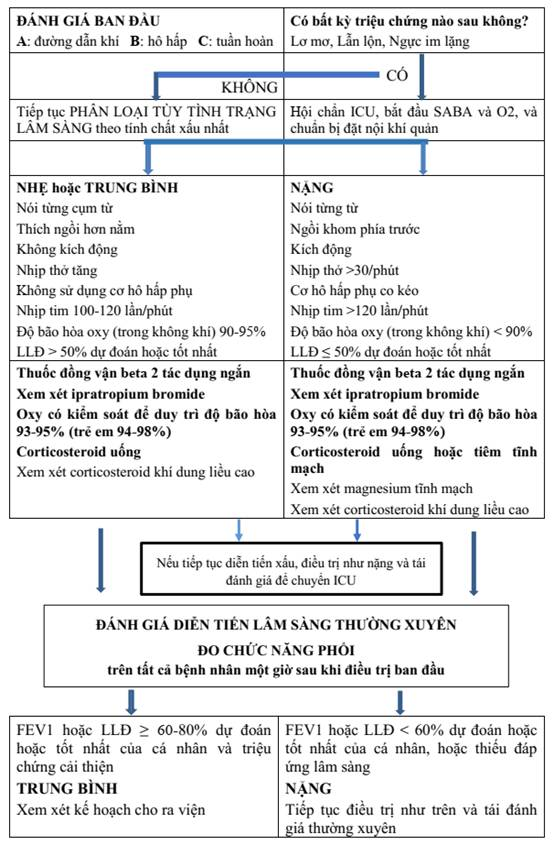 ĐÁNH GIÁ BAN ĐẦU
A: đường dẫn khí B: hô hấp C: tuần hoàn
Có bất kỳ triệu chứng nào sau không?
Lơ mơ, Lẫn lộn, Ngực im lặng
KHÔNG
CÓ
Tiếp tục PHÂN LOẠI TÙY TÌNH TRẠNG
LÂM SÀNG theo tính chất xấu nhất
Hội chẩn ICU, bắt đầu SABA và O2, và
chuẩn bị đặt nội khí quản
NHẸ hoặc TRUNG BÌNH
Nói từng cụm từ
Thích ngồi hơn nằm
Không kích động
Nhịp thở tăng
Không sử dụng cơ hô hấp phụ
Nhịp tim 100-120 lần/phút
Độ bão hòa oxy (trong không khí) 90-95%
LLĐ > 50% dự đoán hoặc tốt nhất
NẶNG
Nói từng từ
Ngồi khom phía trước
Kích động
Nhịp thở >30/phút
Cơ hô hấp phụ co kéo
Nhịp tim >120 lần/phút
Độ bão hòa oxy (trong không khí) < 90%
LLĐ ≤ 50% dự đoán hoặc tốt nhất
Thuốc đồng vận beta 2 tác dụng ngắn
Xem xét ipratropium bromide
Oxy có kiểm soát để duy trì độ bão hòa
93-95% (trẻ em 94-98%)
Corticosteroid uống
Xem xét corticosteroid khí dung liều cao
Thuốc đồng vận beta 2 tác dụng ngắn
Xem xét ipratropium bromide
Oxy có kiểm soát để duy trì độ bão hòa
93-95% (trẻ em 94-98%)
Corticosteroid uống hoặc tiêm tĩnh
mạch
Xem xét magnesium tĩnh mạch
Xem xét corticosteroid khí dung liều cao
Nếu tiếp tục diễn tiến xấu, điều trị như nặng và tái
đánh giá để chuyển ICU
ĐÁNH GIÁ DIỄN TIẾN LÂM SÀNG THƯỜNG XUYÊN
ĐO CHỨC NĂNG PHỔI
trên tất cả bệnh nhân một giờ sau khi điều trị ban đầu
FEV1 hoặc LLĐ ≥ 60-80% dự đoán
hoặc tốt nhất của cá nhân và triệu
chứng cải thiện
TRUNG BÌNH
Xem xét kế hoạch cho ra viện
FEV1 hoặc LLĐ < 60% dự đoán hoặc
tốt nhất của cá nhân, hoặc thiếu đáp
ứng lâm sàng
NẶNG
Tiếp tục điều trị như trên và tái đánh
giá thường xuyên